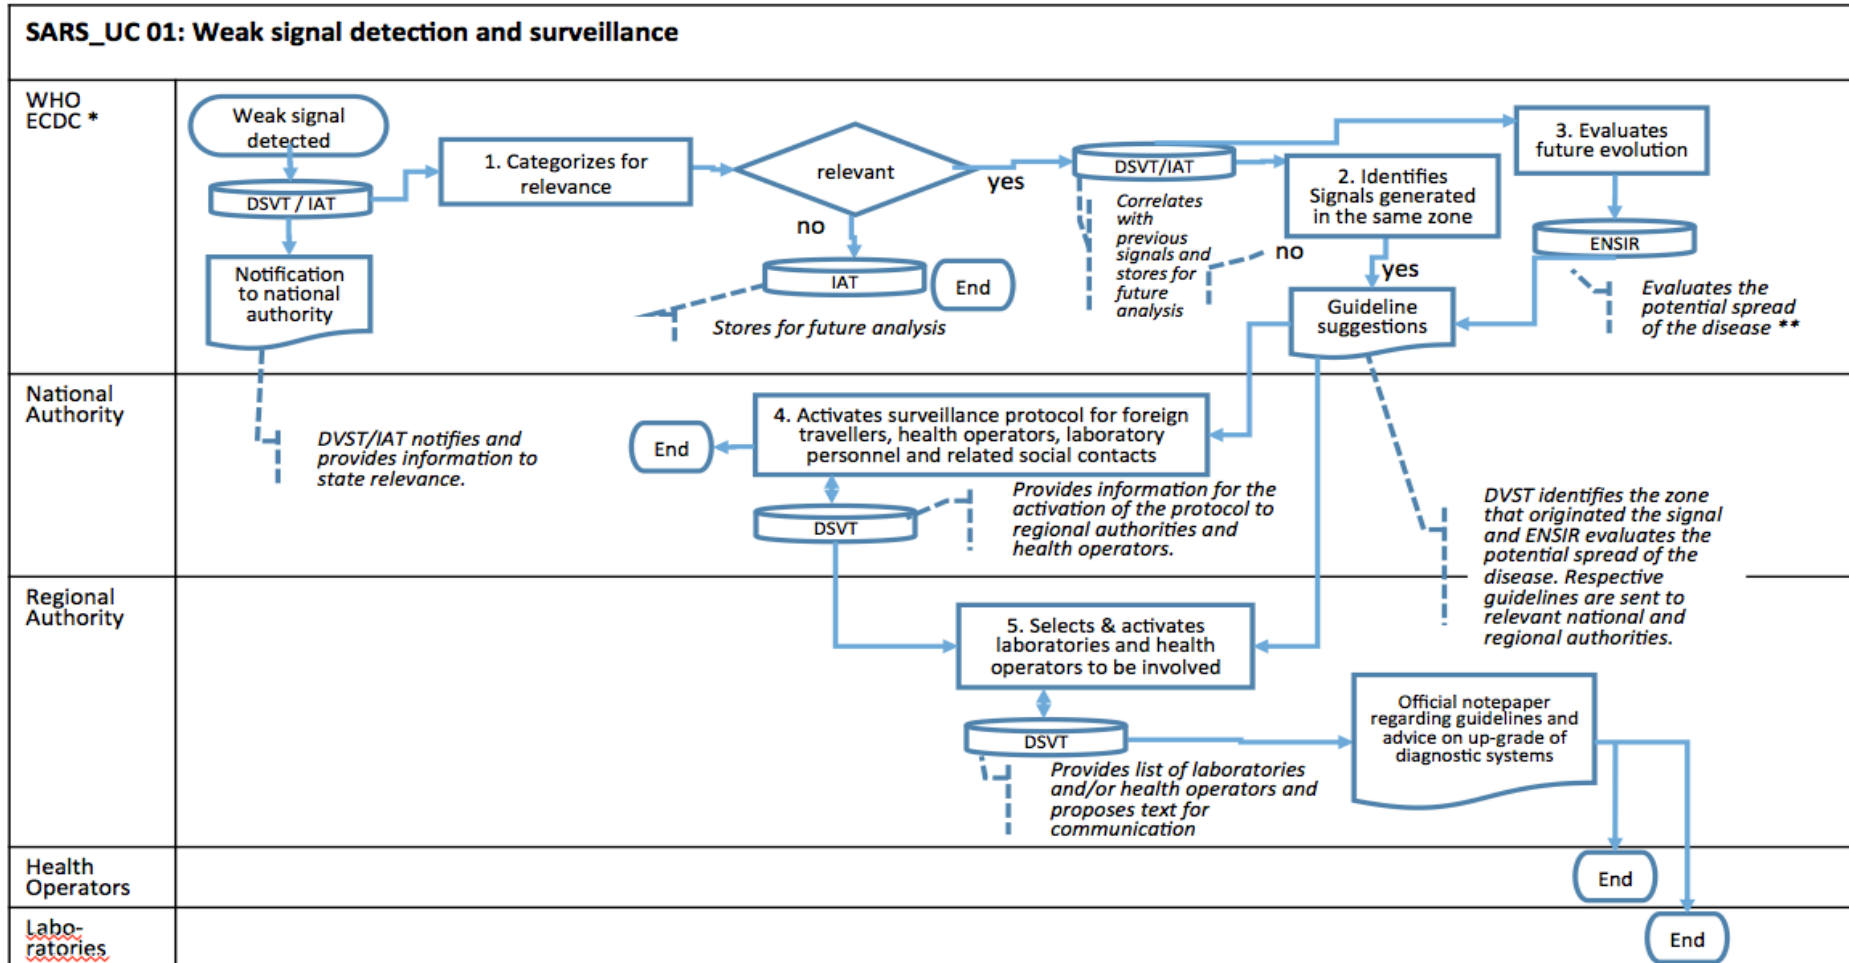 SARS_UC 01: Weak signal detection and surveillance
WHO
ECDC *
Weak signal
detected
DSVT / IAT
Notification
to national
authority
1. Categorizes for
relevance
relevant
yes
no
IAT
End
Stores for future analysis
DSVT/IAT
Correlates
with
previous
signals and
stores for
future
analysis
2. Identifies
Signals generated
in the same zone
no
yes
Guideline
suggestions
3. Evaluates
future evolution
ENSIR
Evaluates the
potential spread
of the disease **
National
Authority
DVST/IAT notifies and
provides information to
state relevance.
End
4. Activates surveillance protocol for foreign
travellers, health operators, laboratory
personnel and related social contacts
DSVT
Provides information for the
activation of the protocol to
regional authorities and
health operators.
DVST identifies the zone
that originated the signal
and ENSIR evaluates the
potential spread of the
disease. Respective
guidelines are sent to
relevant national and
regional authorities.
Regional
Authority
5. Selects & activates
laboratories and health
operators to be involved
DSVT
Provides list of laboratories
and/or health operators and
proposes text for
communication
Official notepaper
regarding guidelines and
advice on up-grade of
diagnostic systems
Health
Operators
End
Labo-
ratories
End